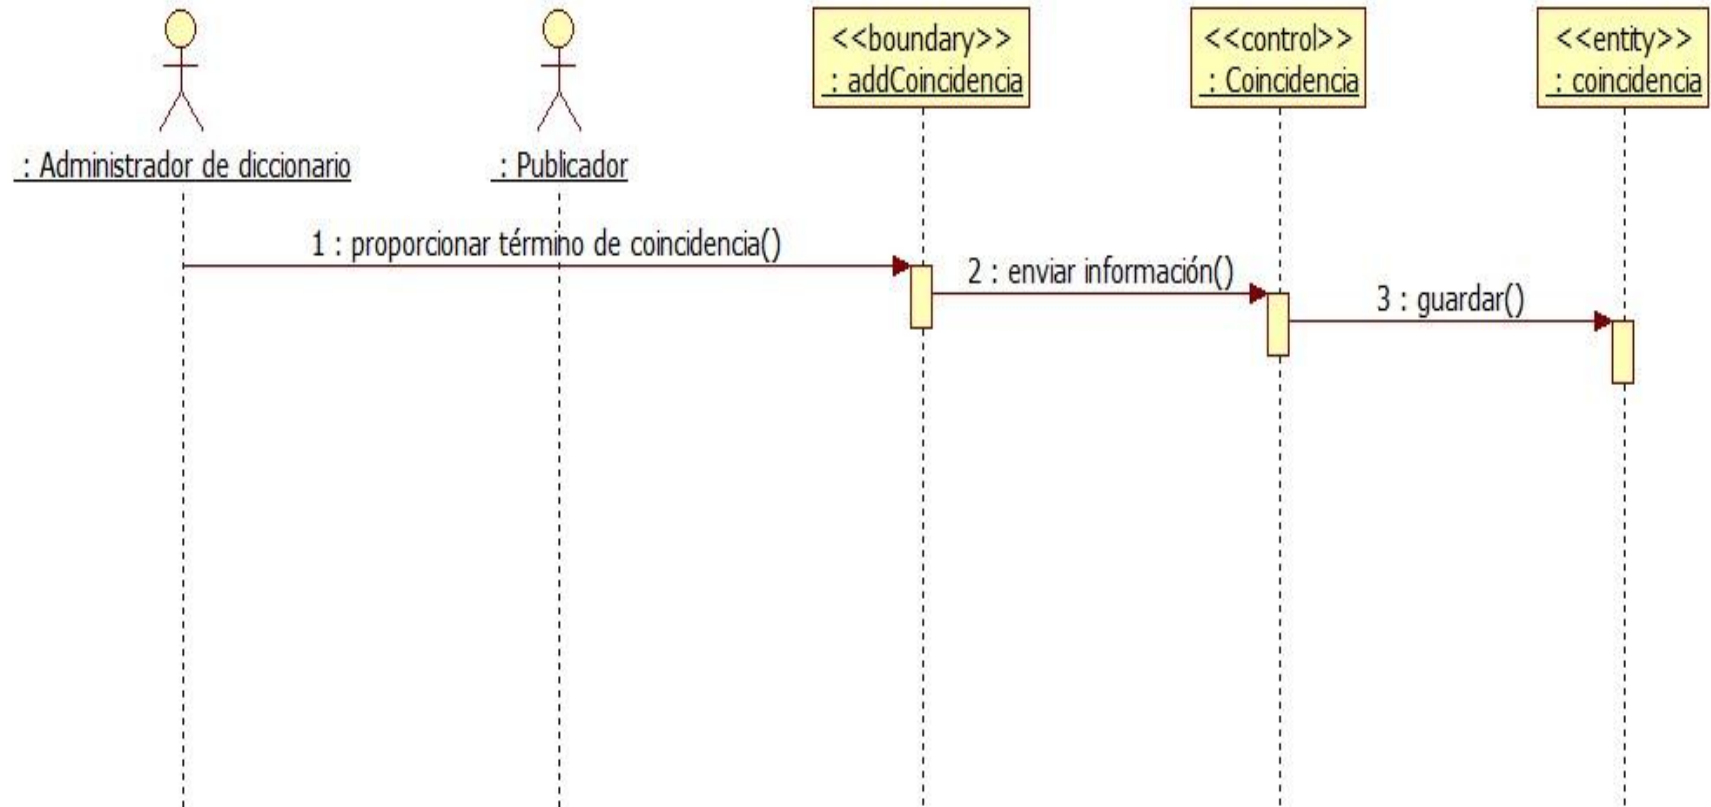 <<boundary>>
: addCoincidencia
<<control>>
: Coincidencia
<<entity>>
: coincidencia
: Administrador de diccionario
: Publicador
1 : proporcionar término de coincidencia()
2 : enviar información()
3 : guardar()